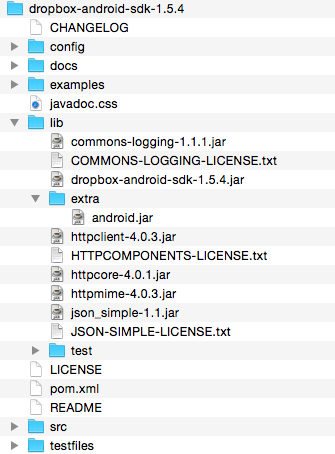 dropbox-android-sdk-1.5.4
CHANGELOG
config
docs
examples
javadoc.css
lib
commons-logging-1.1.1.jar
COMMONS-LOGGING-LICENSE.txt
dropbox-android-sdk-1.5.4.jar
extra
android.jar
httpclient-4.0.3.jar
HTTPCOMPONENTS-LICENSE.txt
httpcore-4.0.1.jar
httpmime-4.0.3.jar
json_simple-1.1.jar
JSON-SIMPLE-LICENSE.txt
test
LICENSE
pom.xml
README
src
testfiles